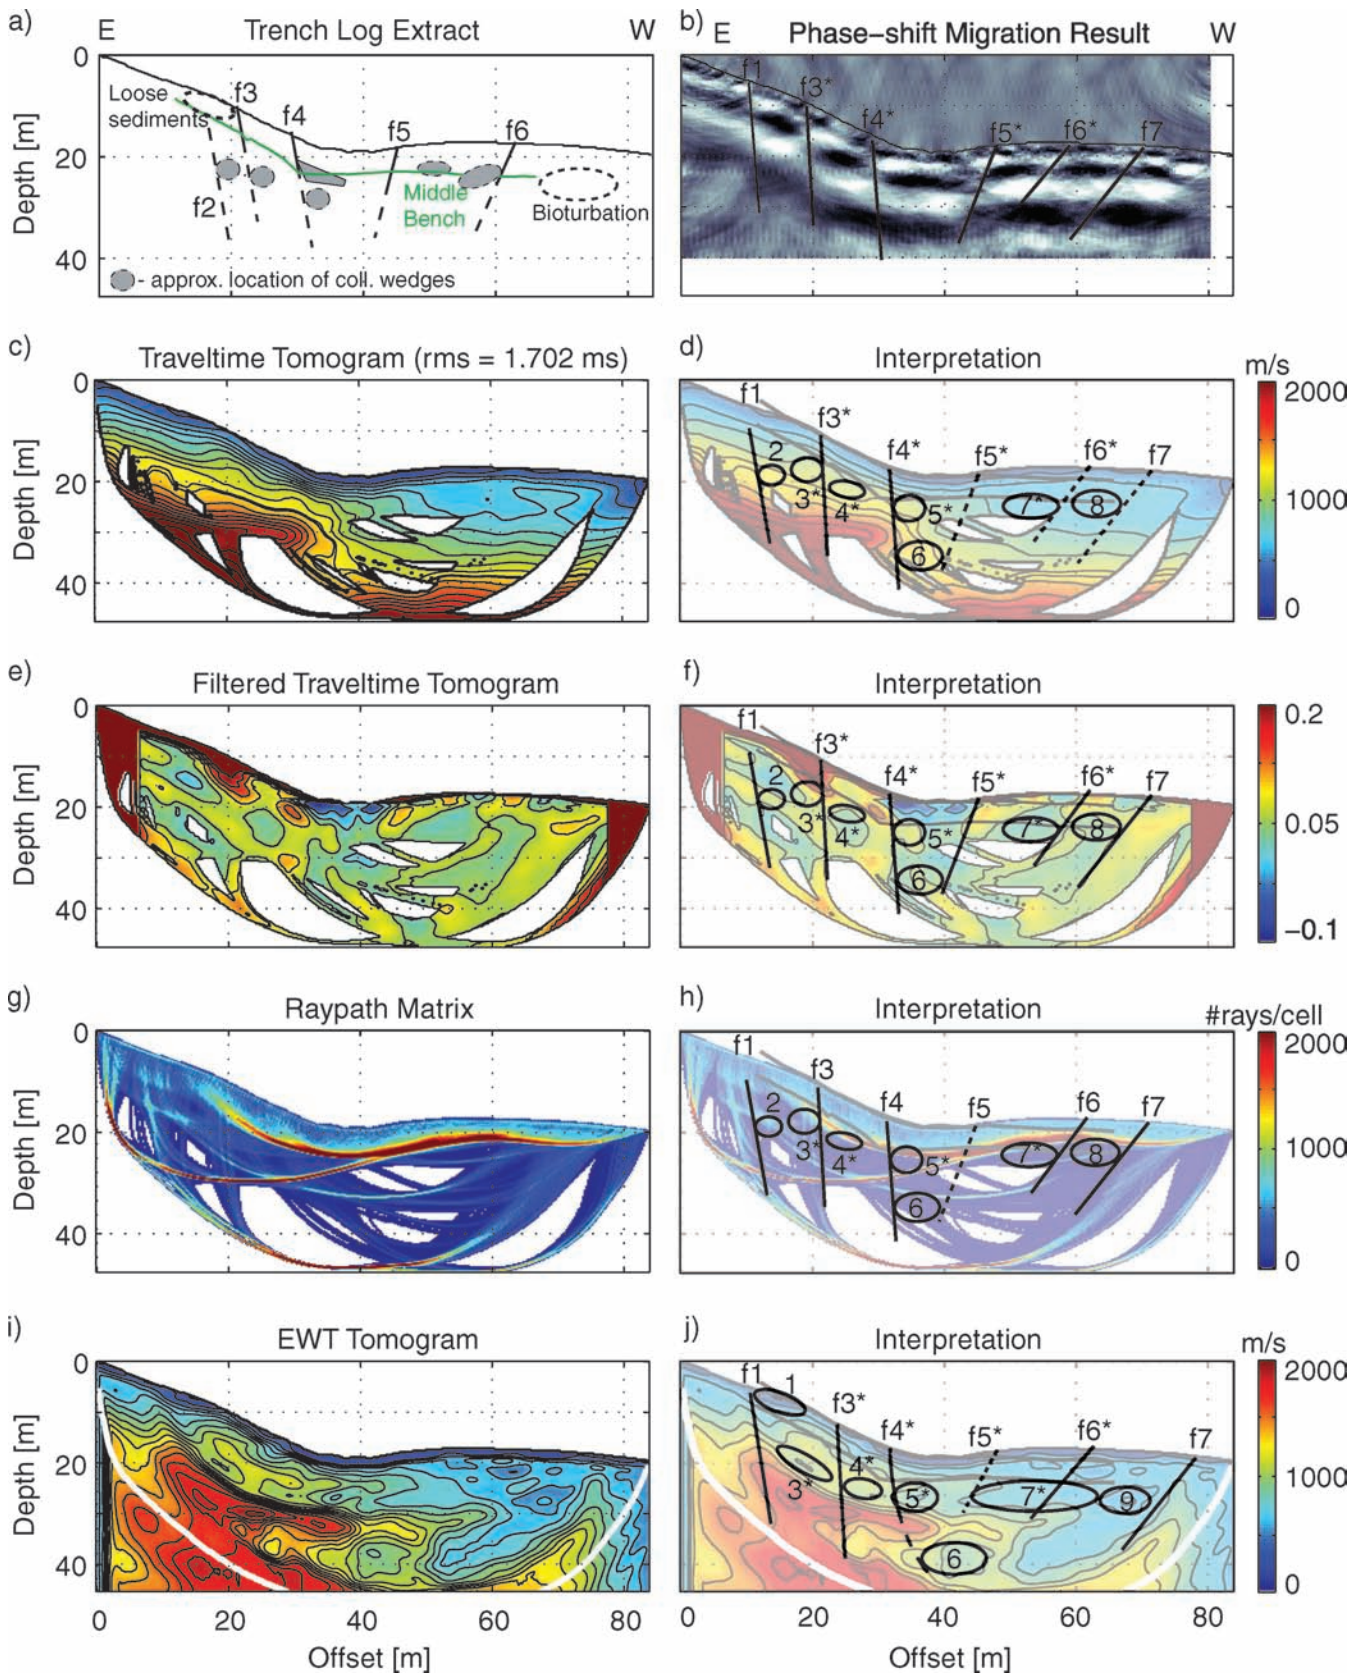 a) E Trench Log Extract W
0
20
40
Depth [m]
Loose
sediments
f3
f4
f5
f6
f2
Middle
Bench
Bioturbation
- approx. location of coll. wedges
b) E Phase-shift Migration Result W
0
20
40
Depth [m]
f1
f3*
f4*
f5*
f6*
f7
c) Traveltime Tomogram (rms = 1.702 ms)
0
20
40
Depth [m]
d) Interpretation
m/s
2000
1000
0
f1
f3*
f4*
f5*
f6*
f7
2
3*
4*
5*
6
7*
8
e) Filtered Traveltime Tomogram
0
20
40
Depth [m]
f) Interpretation
0.2
0.05
−0.1
f1
f3*
f4*
f5*
f6*
f7
2
3*
4*
5*
6
7*
8
g) Raypath Matrix
0
20
40
Depth [m]
h) Interpretation
#rays/cell
2000
1000
0
f1
f3
f4
f5
f6
f7
2
3*
4*
5*
6
7*
8
i) EWT Tomogram
0
20
40
Depth [m]
0 20 40 60 80
Offset [m]
j) Interpretation
m/s
2000
1000
0
f1
1
f3*
f4*
f5*
f6*
f7
3*
4*
5*
6
7*
9
0 20 40 60 80
Offset [m]